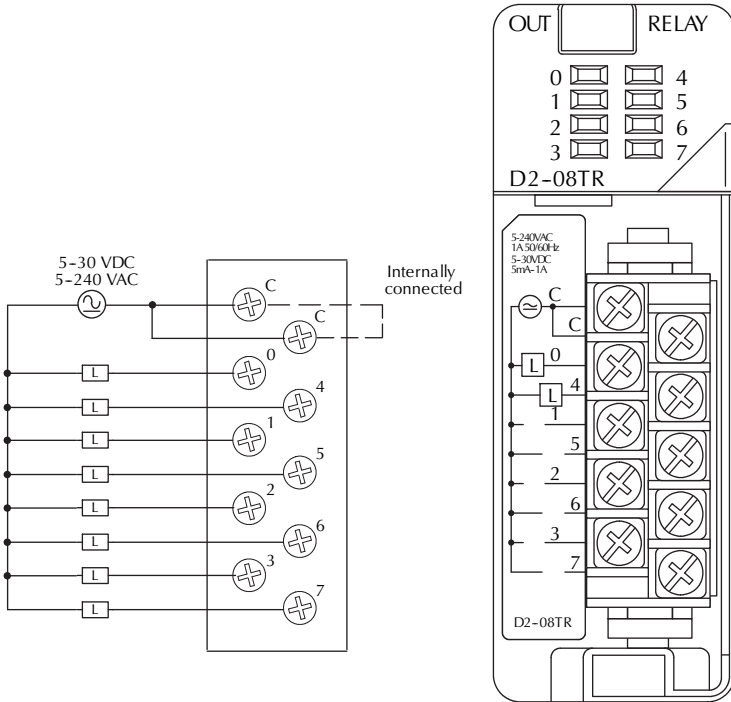 5-30 VDC
5-240 VAC
C
C
Internally
connected
0
L
4
L
1
L
5
L
2
L
6
L
3
L
7
L
OUT RELAY
0 4
1 5
2 6
3 7
D2-08TR
5-240VAC
1A 50/60Hz
5-30VDC
5mA-1A
C
C
L 0
L 4
1
5
2
6
3
7
D2-08TR